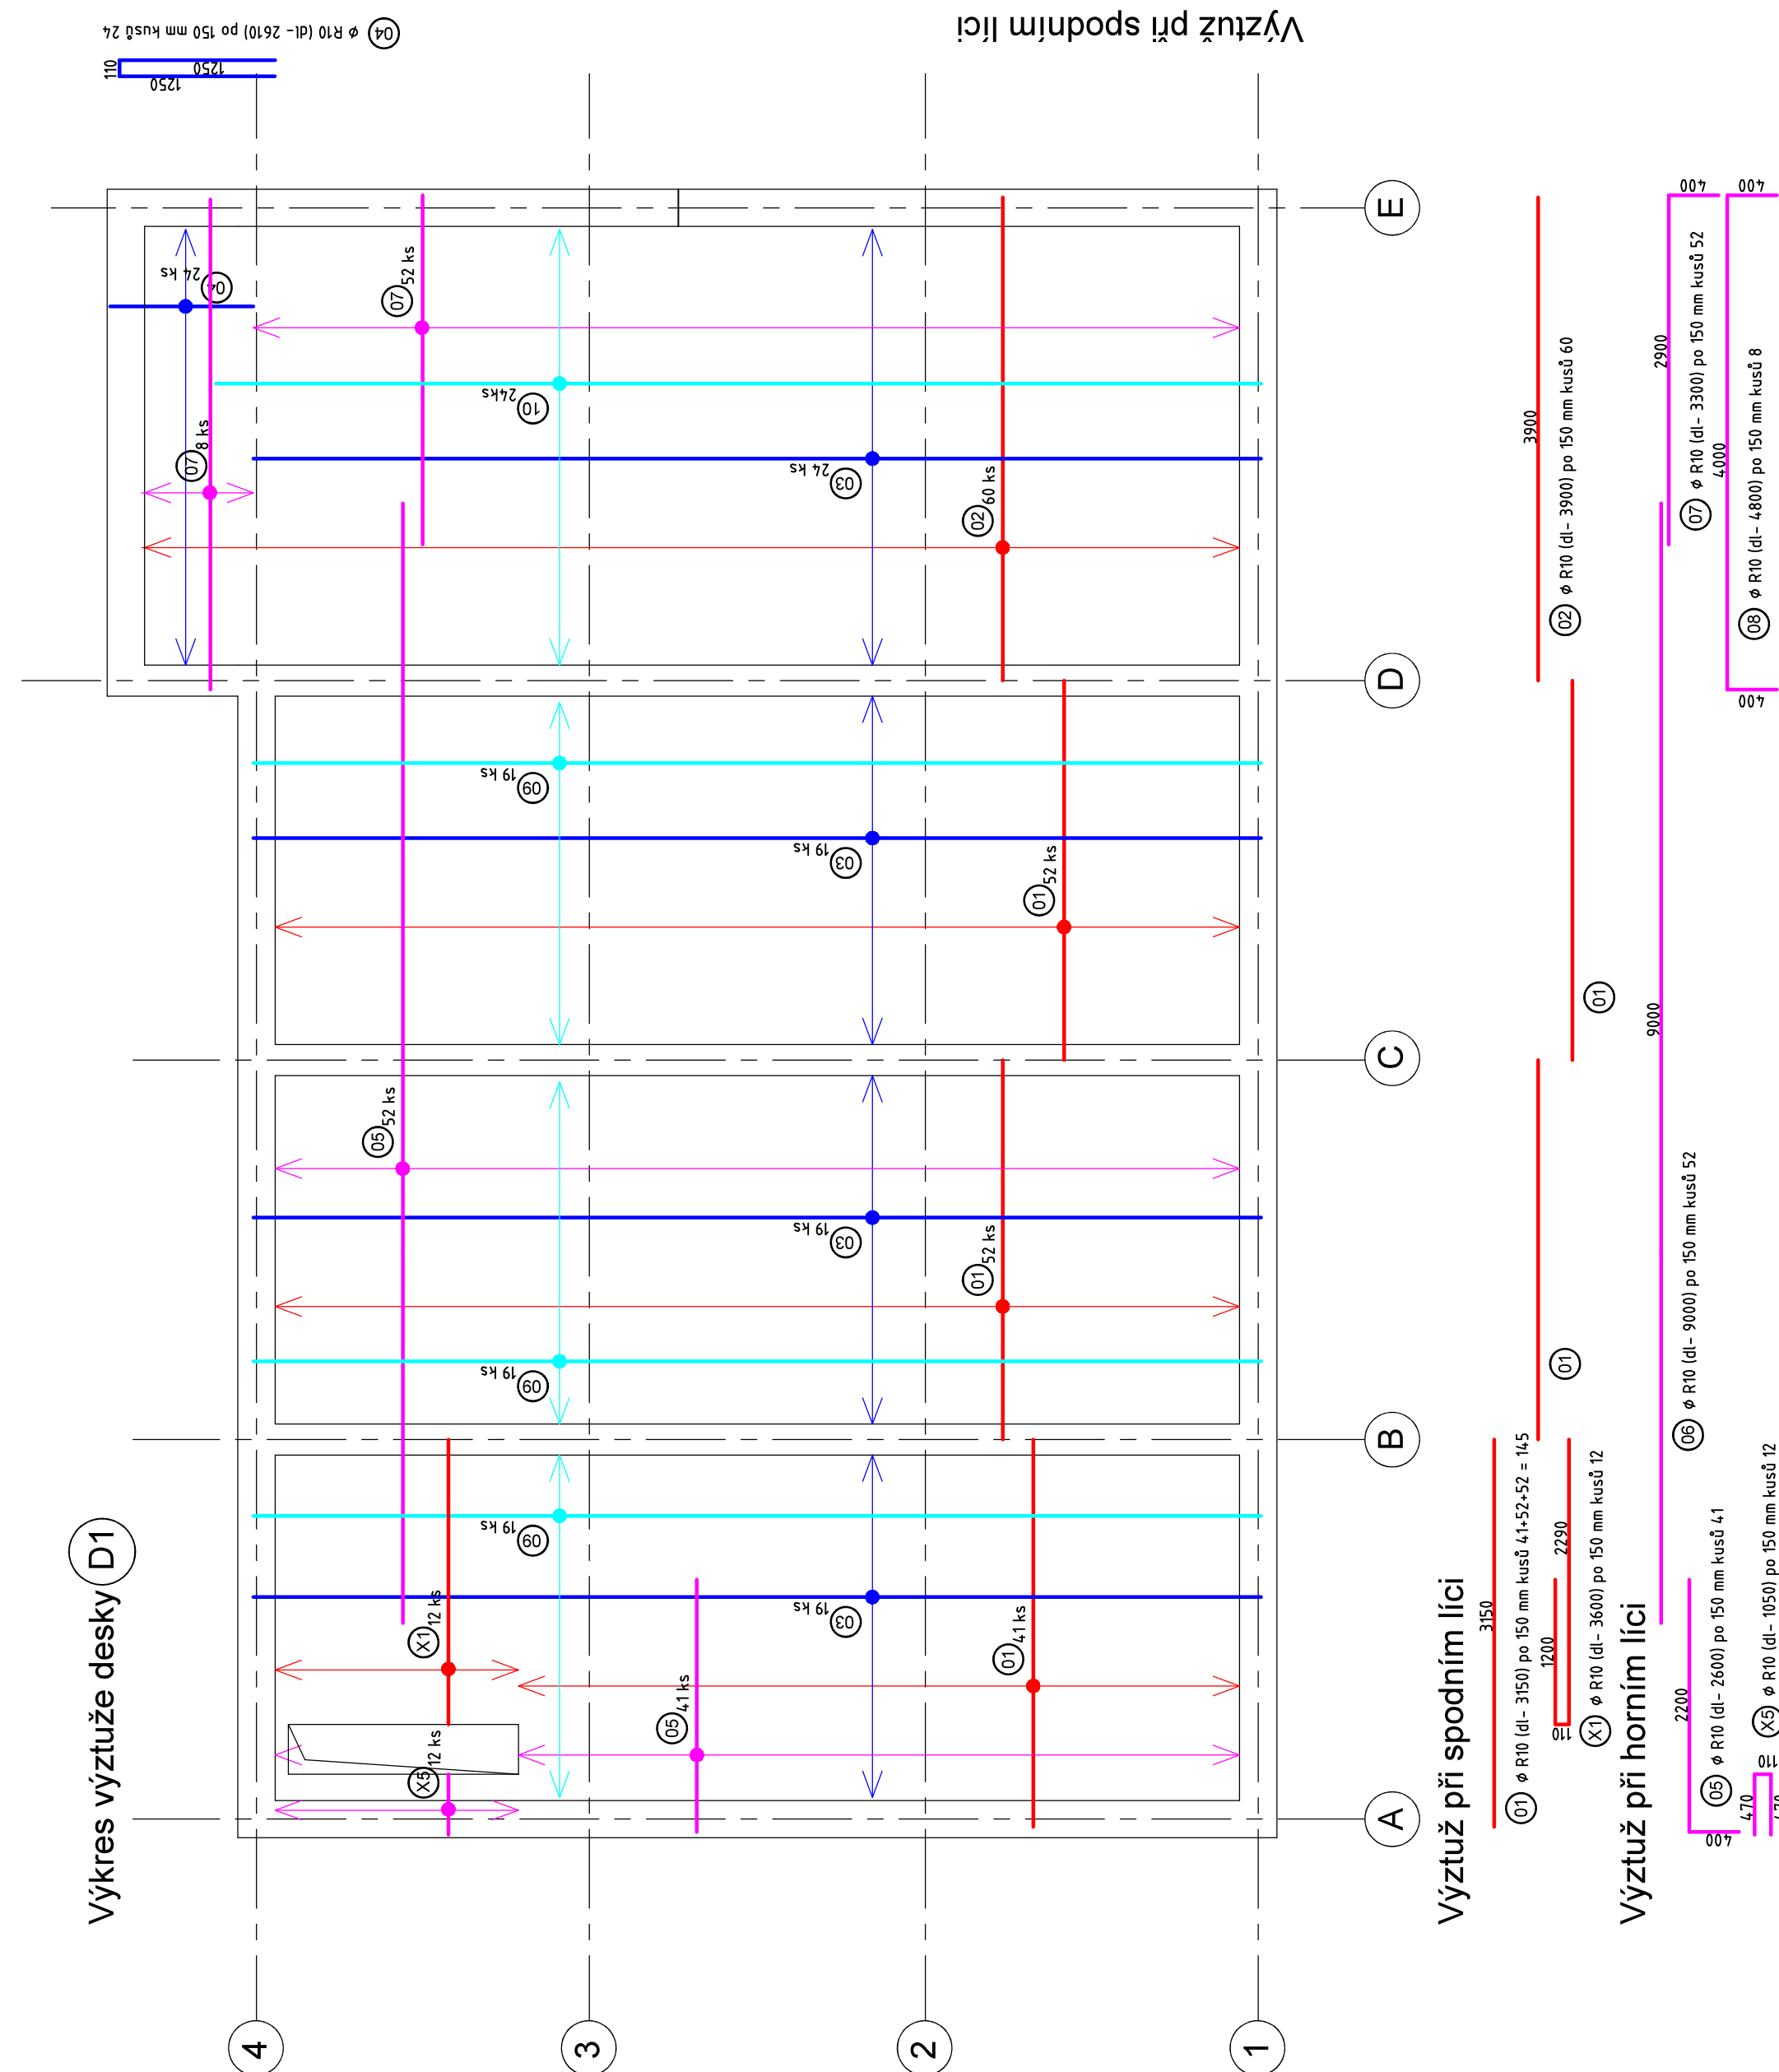 Výkres výztuže desky D1
04 ϕ R10 (dl- 2610) po 150 mm kusů 24
110
1250
1250
Výztuž při spodním líci
4
3
2
1
A
B
C
D
E
04
24 ks
07
8 ks
07
52 ks
10
24ks
03
24 ks
02
60 ks
09
19 ks
03
19 ks
01
52 ks
05
52 ks
03
19 ks
01
52 ks
09
19 ks
09
19 ks
X1
12 ks
03
19 ks
01
41 ks
05
41 ks
X5
12 ks
Výztuž při spodním líci
3150
01 ϕ R10 (dl- 3150) po 150 mm kusů 41+52+52 = 145
1200
2290
110
X1 ϕ R10 (dl- 3600) po 150 mm kusů 12
01
01
3900
02 ϕ R10 (dl- 3900) po 150 mm kusů 60
Výztuž při horním líci
2200
400
05 ϕ R10 (dl- 2600) po 150 mm kusů 41
470
110
X5 ϕ R10 (dl- 1050) po 150 mm kusů 12
9000
06 ϕ R10 (dl- 9000) po 150 mm kusů 52
2900
400
07 ϕ R10 (dl- 3300) po 150 mm kusů 52
4000
400
400
08 ϕ R10 (dl- 4800) po 150 mm kusů 8